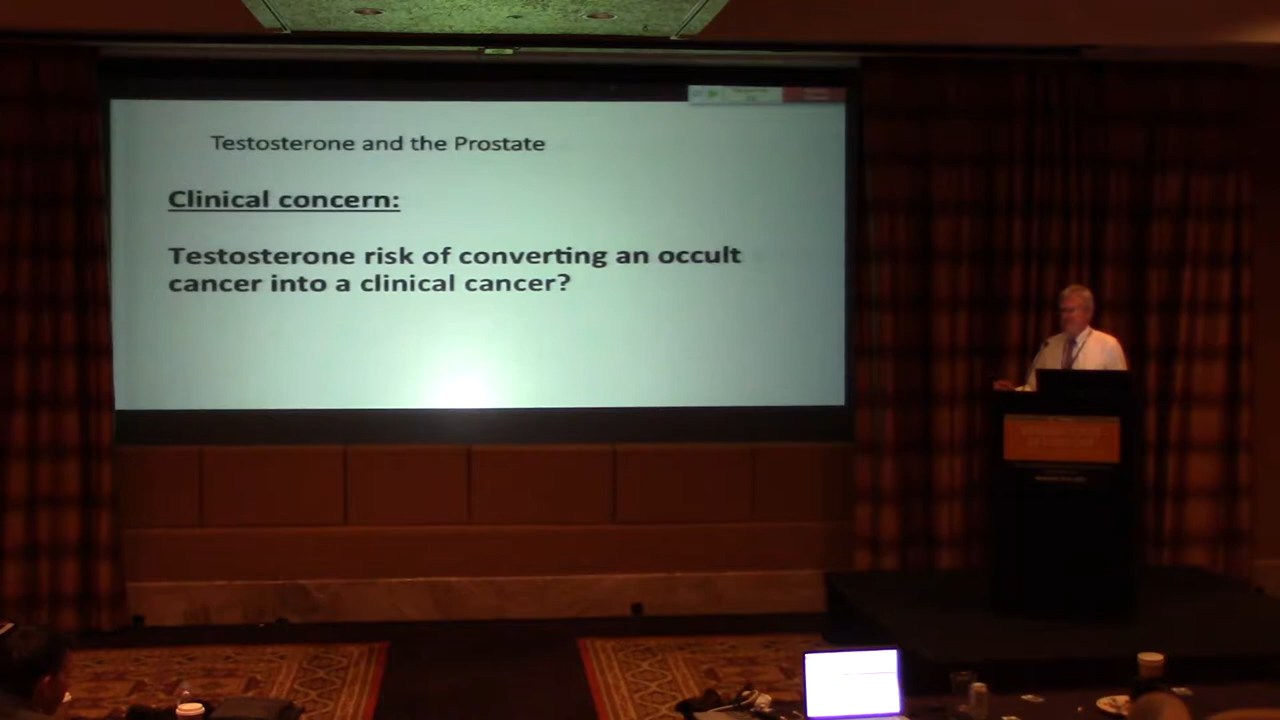 Testosterone and the Prostate
Clinical concern:
Testosterone risk of converting an occult
cancer into a clinical cancer?